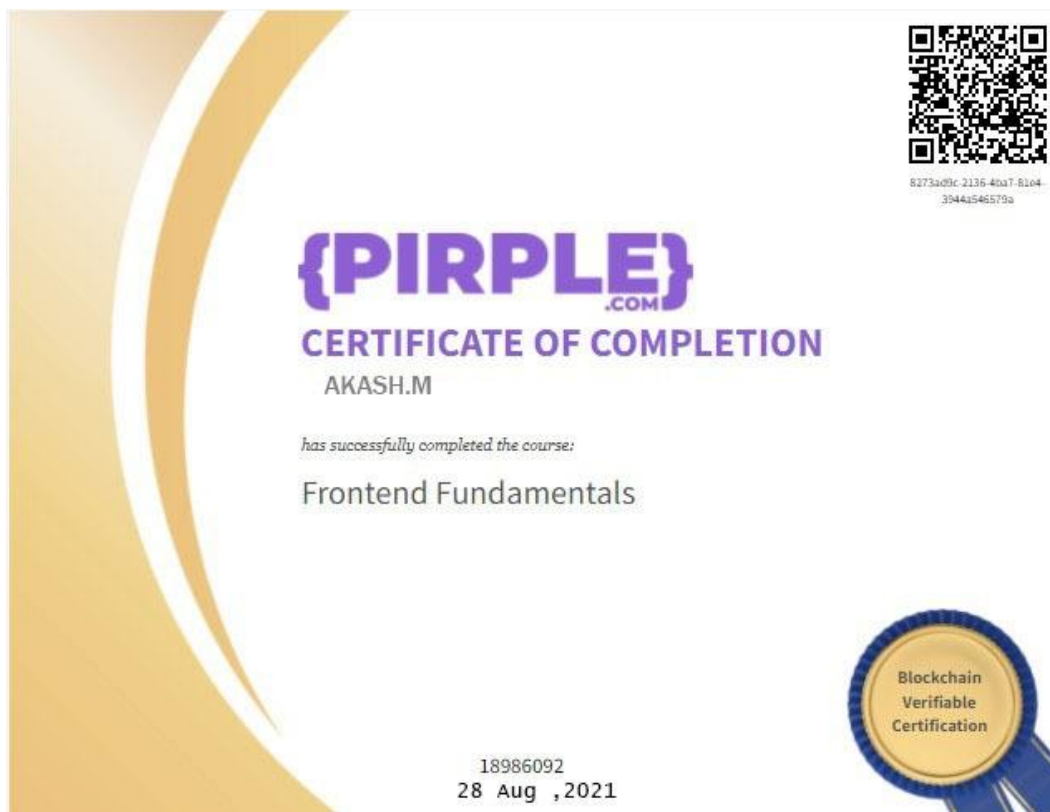 8273ad9c-2136-4ba7-81e4-
3944a546579a
{PIRPLE}
.COM
CERTIFICATE OF COMPLETION
AKASH.M
has successfully completed the course:
Frontend Fundamentals
Blockchain
Verifiable
Certification
18986092
28 Aug ,2021